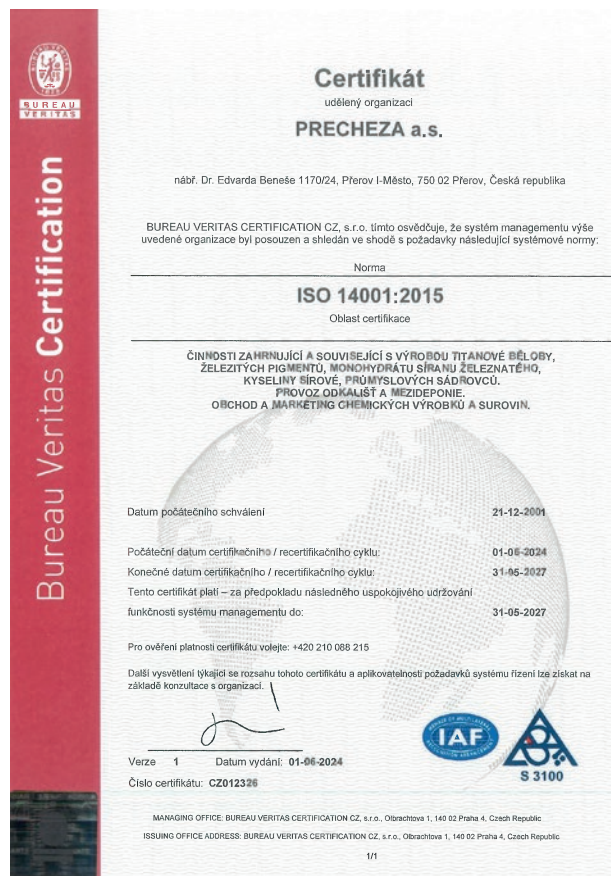 BUREAU
VERITAS
Bureau Veritas Certification
Certifikát
udělený organizaci
PRECHEZA a.s.
nábř. Dr. Edvarda Beneše 1170/24, Přerov I-Město, 750 02 Přerov, Česká republika
BUREAU VERITAS CERTIFICATION CZ, s.r.o. tímto osvědčuje, že systém managementu výše
uvedené organizace byl posouzen a shledán ve shodě s požadavky následující systémové normy:
Norma
ISO 14001:2015
Oblast certifikace
ČINNOSTI ZAHRNUJÍCÍ A SOUVISEJÍCÍ S VÝROBOU TITANOVÉ BĚLOBY,
ŽELEZITÝCH PIGMENTŮ, MONOHYDRÁTU SÍRANU ŽELEZNATÉHO,
KYSELINY SÍROVÉ, PRŮMYSLOVÝCH SÁDROVCŮ.
PROVOZ ODKALIŠŤ A MEZIDEPONIE.
OBCHOD A MARKETING CHEMICKÝCH VÝROBKŮ A SUROVIN.
Datum počátečního schválení 21-12-2001
Počáteční datum certifikačního / recertifikačního cyklu: 01-06-2024
Konečné datum certifikačního / recertifikačního cyklu: 31-05-2027
Tento certifikát platí – za předpokladu následného uspokojivého udržování
funkčnosti systému managementu do: 31-05-2027
Pro ověření platnosti certifikátu volejte: +420 210 088 215
Další vysvětlení týkající se rozsahu tohoto certifikátu a aplikovatelnosti požadavků systému řízení lze získat na
základě konzultace s organizací.
IAF
S 3100
Verze 1 Datum vydání: 01-06-2024
Číslo certifikátu: CZ012326
MANAGING OFFICE: BUREAU VERITAS CERTIFICATION CZ, s.r.o., Olbrachtova 1, 140 02 Praha 4, Czech Republic
ISSUING OFFICE ADDRESS: BUREAU VERITAS CERTIFICATION CZ, s.r.o., Olbrachtova 1, 140 02 Praha 4, Czech Republic
1/1